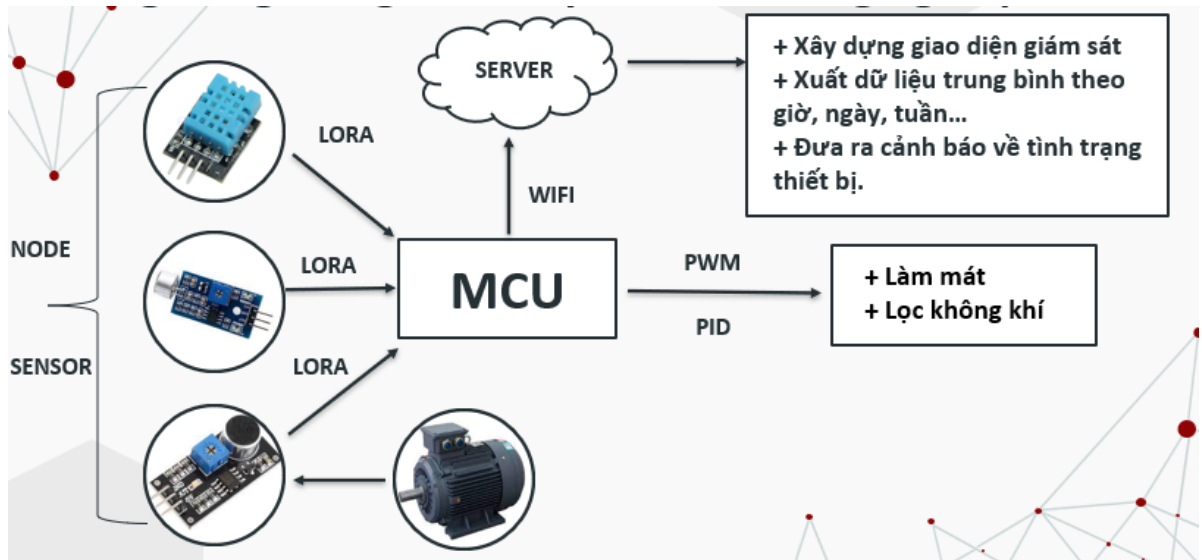 SERVER
+ Xây dựng giao diện giám sát
+ Xuất dữ liệu trung bình theo
giờ, ngày, tuần...
+ Đưa ra cảnh báo về tình trạng
thiết bị.
LORA
WIFI
NODE
LORA
MCU
PWM
PID
+ Làm mát
+ Lọc không khí
SENSOR
LORA